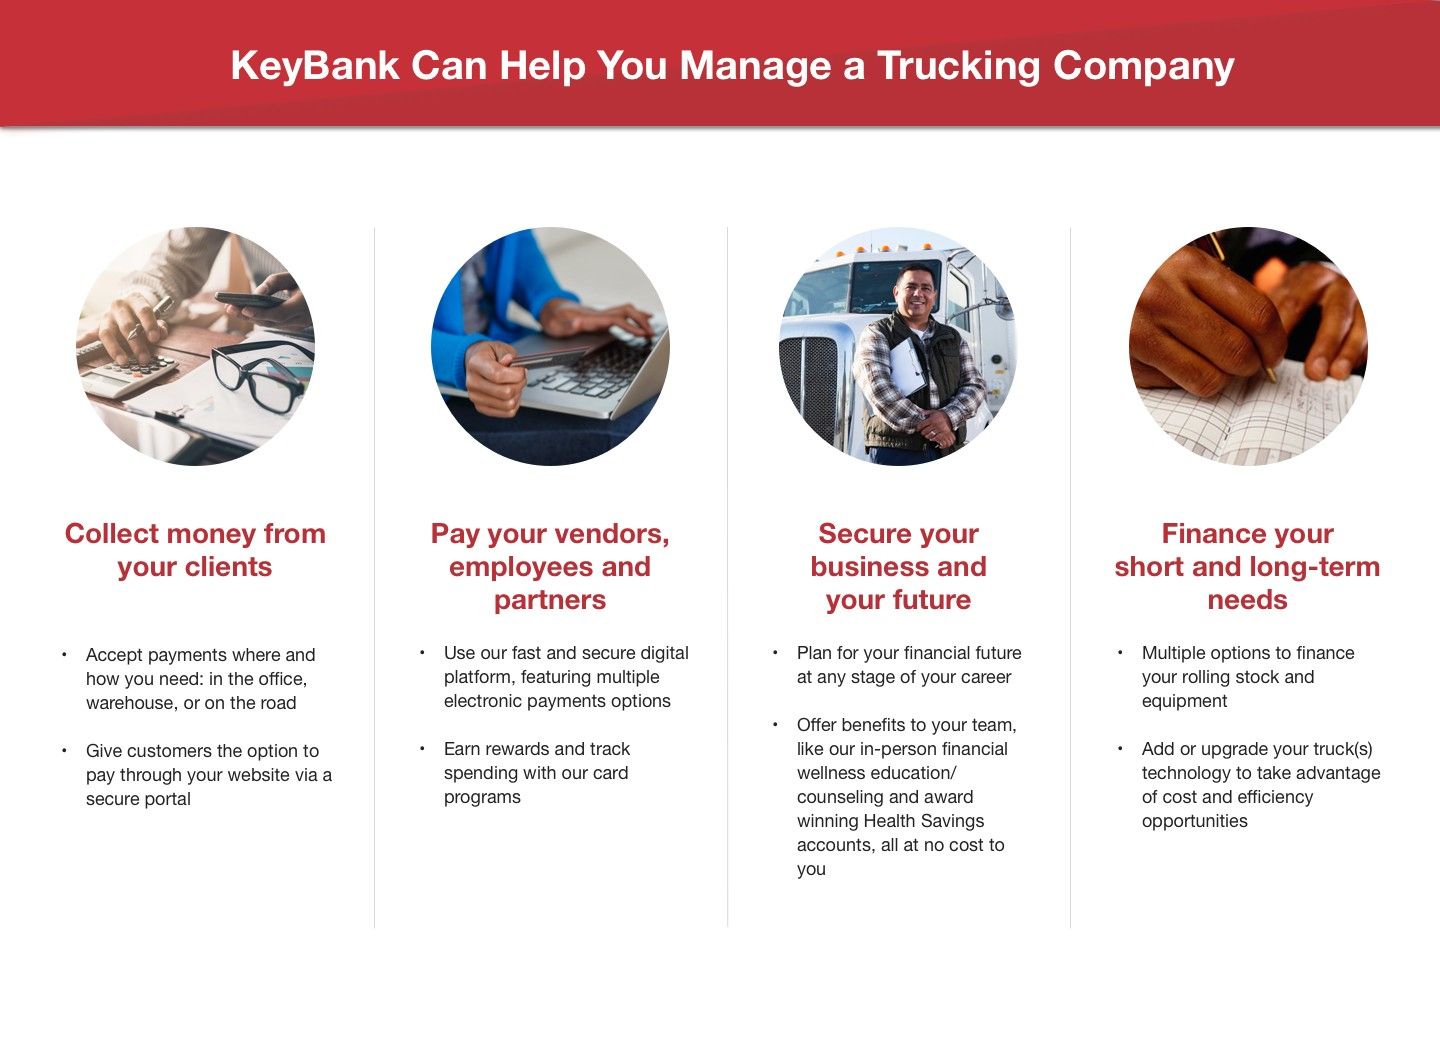 KeyBank Can Help You Manage a Trucking Company
Collect money from
your clients
• Accept payments where and
how you need: in the office,
warehouse, or on the road
• Give customers the option to
pay through your website via a
secure portal
Pay your vendors,
employees and
partners
• Use our fast and secure digital
platform, featuring multiple
electronic payments options
• Earn rewards and track
spending with our card
programs
Secure your
business and
your future
• Plan for your financial future
at any stage of your career
• Offer benefits to your team,
like our in-person financial
wellness education/
counseling and award
winning Health Savings
accounts, all at no cost to
you
Finance your
short and long-term
needs
• Multiple options to finance
your rolling stock and
equipment
• Add or upgrade your truck(s)
technology to take advantage
of cost and efficiency
opportunities